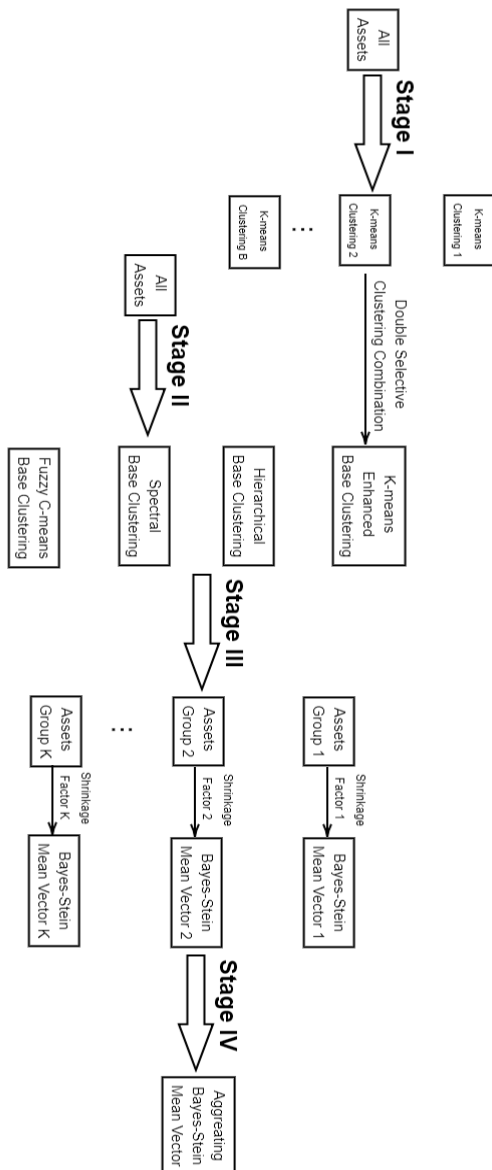 All
Assets
Stage I
K-means
Clustering 1
K-means
Clustering 2
...
K-means
Clustering B
Double Selective
Clustering Combination
All
Assets
Stage II
K-means
Enhanced
Base Clustering
Hierarchical
Base Clustering
Spectral
Base Clustering
Fuzzy C-means
Base Clustering
Stage III
Assets
Group 1
Shrinkage
Factor 1
Bayes-Stein
Mean Vector 1
Assets
Group 2
Shrinkage
Factor 2
Bayes-Stein
Mean Vector 2
...
Assets
Group K
Shrinkage
Factor K
Bayes-Stein
Mean Vector K
Stage IV
Aggreating
Bayes-Stein
Mean Vector